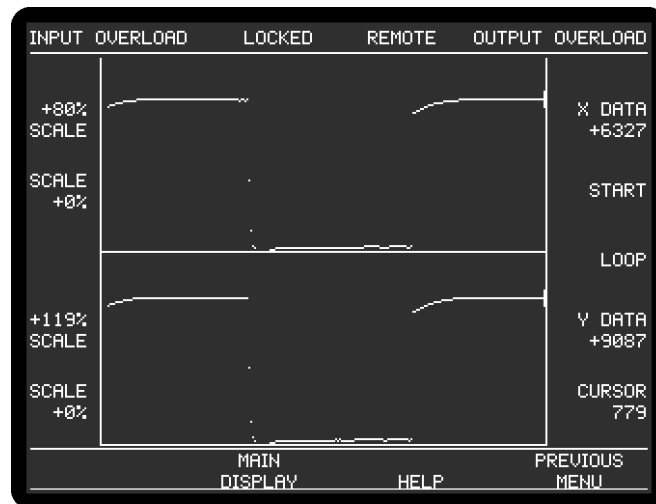 INPUT OVERLOAD LOCKED REMOTE OUTPUT OVERLOAD
+80%
SCALE
X DATA
+6327
SCALE
+0%
START
LOOP
+119%
SCALE
Y DATA
+9087
SCALE
+0%
CURSOR
779
MAIN
DISPLAY
HELP
PREVIOUS
MENU